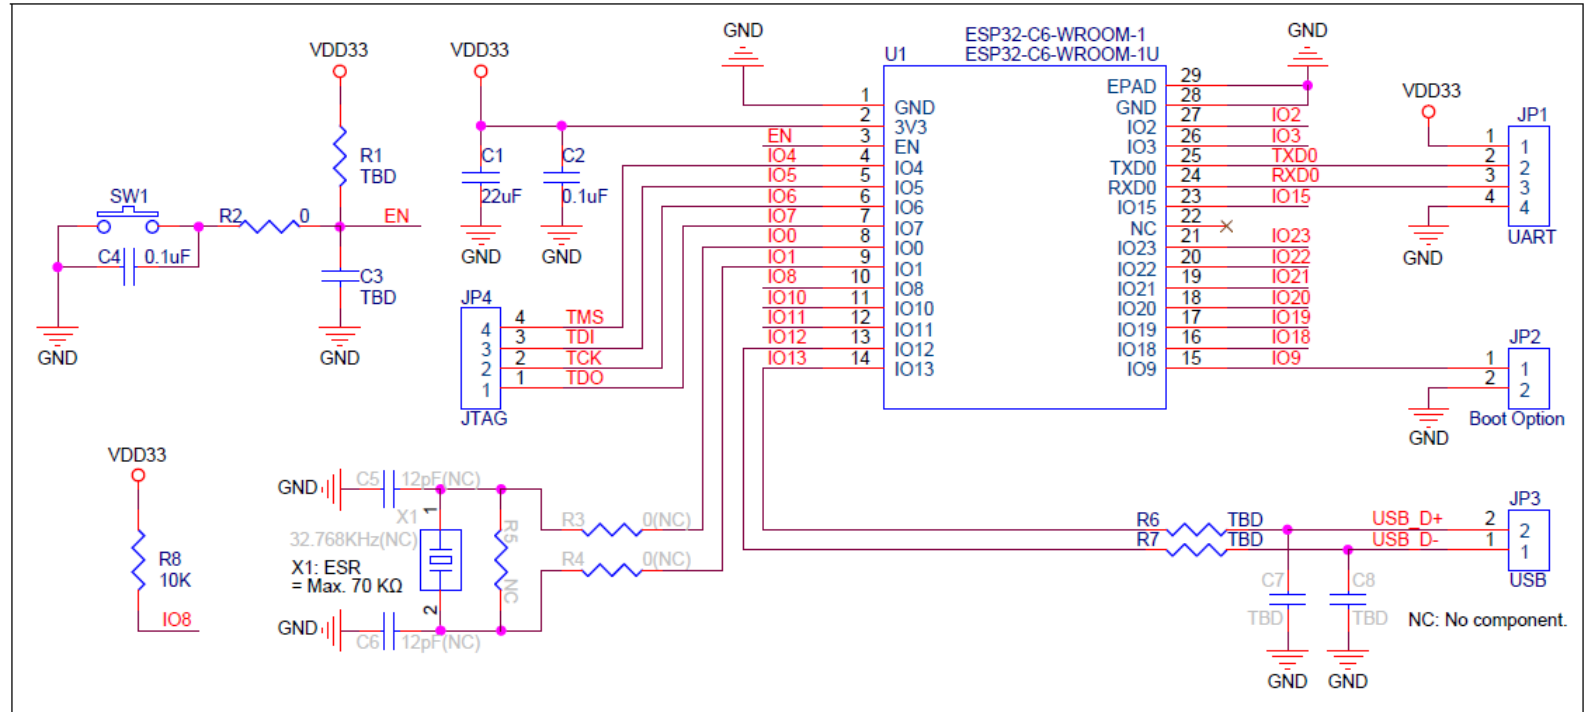 GND
ESP32-C6-WROOM-1
GND
VDD33
VDD33
U1
ESP32-C6-WROOM-1U
EPAD 29
VDD33
1 GND
GND 28
JP1
2 3V3
IO2 27 IO2
EN 3 EN
IO3 26 IO3
1 1
R1
TBD
C1
22uF
C2
0.1uF
IO4 4 IO4
TXD0 25 TXD0
2 2
IO5 5 IO5
RXD0 24 RXD0
3 3
SW1
IO6 6 IO6
IO15 23 IO15
4 4
R2 0
EN
IO7 7 IO7
NC 22
UART
IO0 8 IO0
IO23 21 IO23
C4 0.1uF
GND
GND
IO1 9 IO1
IO22 20 IO22
GND
C3
TBD
IO8 10 IO8
IO21 19 IO21
JP4
IO10 11 IO10
IO20 18 IO20
4 4 TMS
IO11 12 IO11
IO19 17 IO19
3 3 TDI
IO12 13 IO12
IO18 16 IO18
JP2
GND
GND
2 2 TCK
IO13 14 IO13
IO9 15 IO9
1 1
1 1 TDO
2 2
JTAG
Boot Option
GND
VDD33
GND
C5 12pF(NC)
JP3
X1
1
R3 0(NC)
R6 TBD
USB_D+
2 2
32.768KHz(NC)
R5
NC
R7 TBD
USB_D-
1 1
R8
10K
X1: ESR
= Max. 70 KΩ
R4 0(NC)
C7
TBD
C8
TBD
USB
2
IO8
GND
C6 12pF(NC)
NC: No component.
GND
GND